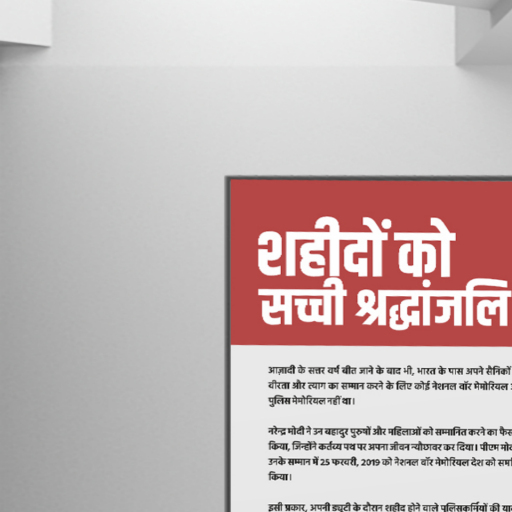 शहीदों को
सच्ची श्रद्धांजलि
आज़ादी के सत्तर वर्ष बीत जाने के बाद भी, भारत के पास अपने सैनिकों
वीरता और त्याग का सम्मान करने के लिए कोई नेशनल वॉर मेमोरियल
पुलिस मेमोरियल नहीं था।
नरेन्द्र मोदी ने उन बहादुर पुरुषों और महिलाओं को सम्मानित करने का
किया, जिन्होंने कर्तव्य पथ पर अपना जीवन न्यौछावर कर दिया। पीएम
उनके सम्मान में 25 फरवरी, 2019 को नेशनल वॉर मेमोरियल देश को
किया।
इसी प्रकार, अपनी ड्यूटी के दौरान शहीद होने वाले पुलिसकर्मियों की